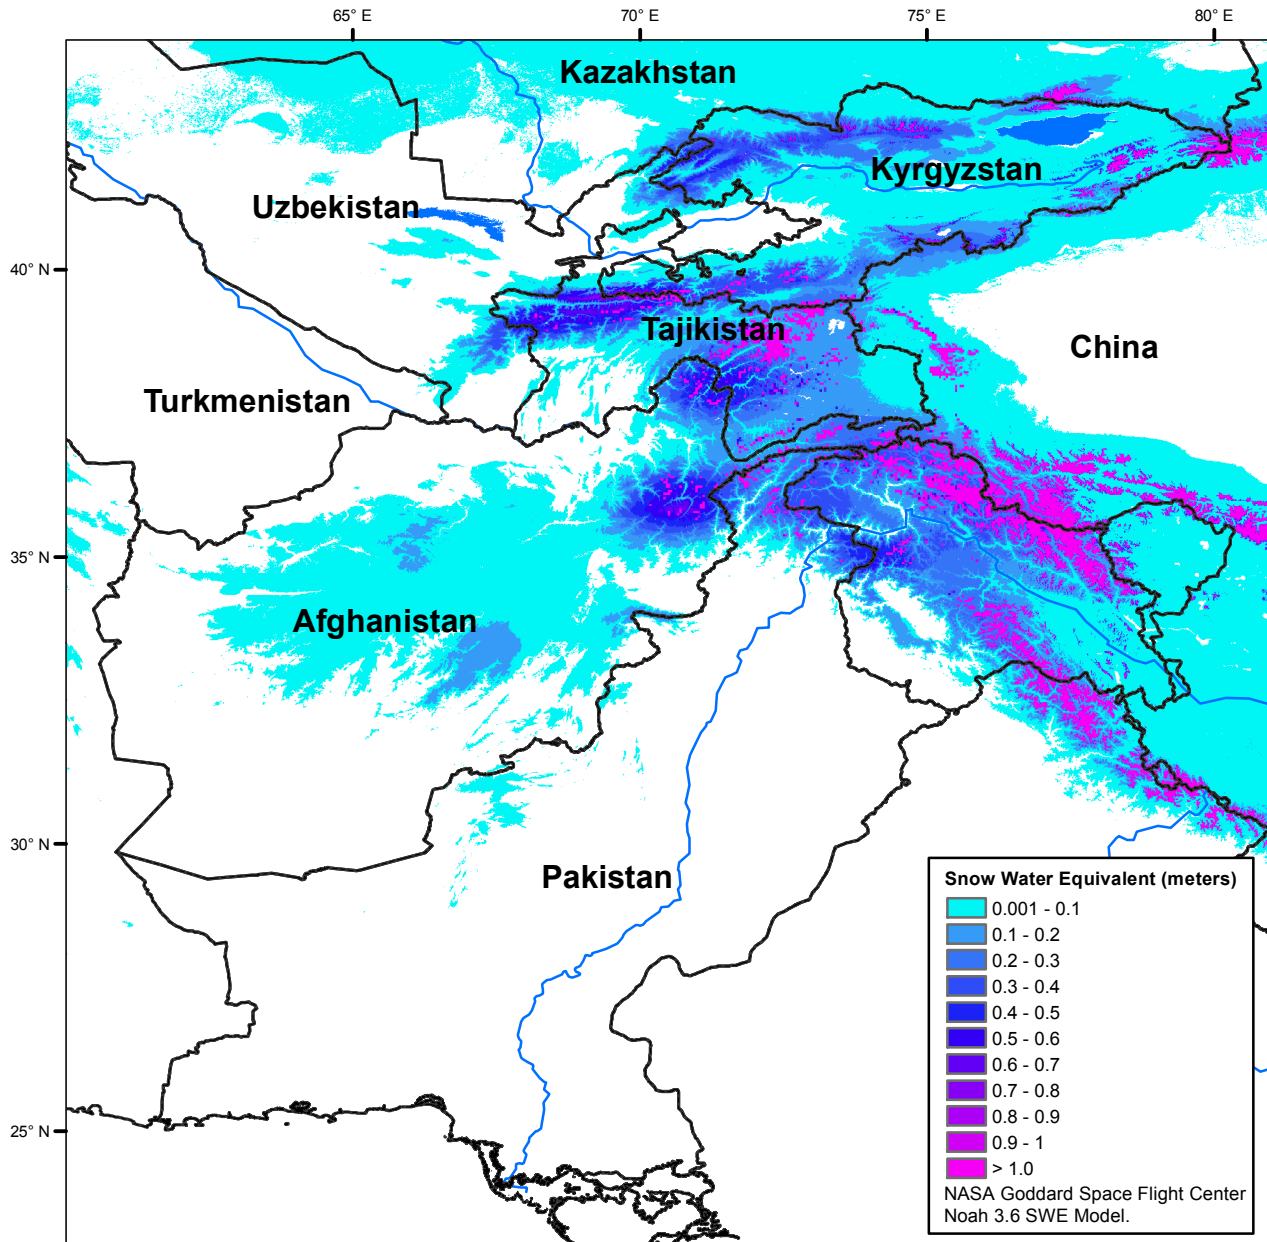 65° E
70° E
75° E
80° E
Kazakhstan
Kyrgyzstan
Uzbekistan
40° N
Tajikistan
China
Turkmenistan
35° N
Afghanistan
30° N
Pakistan
25° N
Snow Water Equivalent (meters)
0.001 - 0.1
0.1 - 0.2
0.2 - 0.3
0.3 - 0.4
0.4 - 0.5
0.5 - 0.6
0.6 - 0.7
0.7 - 0.8
0.8 - 0.9
0.9 - 1
> 1.0
NASA Goddard Space Flight Center
Noah 3.6 SWE Model.